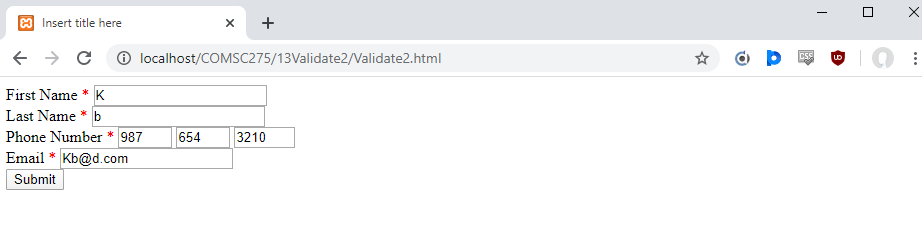 Insert title here
localhost/COMSC275/13Validate2/Validate2.html
First Name * K
Last Name * b
Phone Number * 987 654 3210
Email * Kb@d.com
Submit